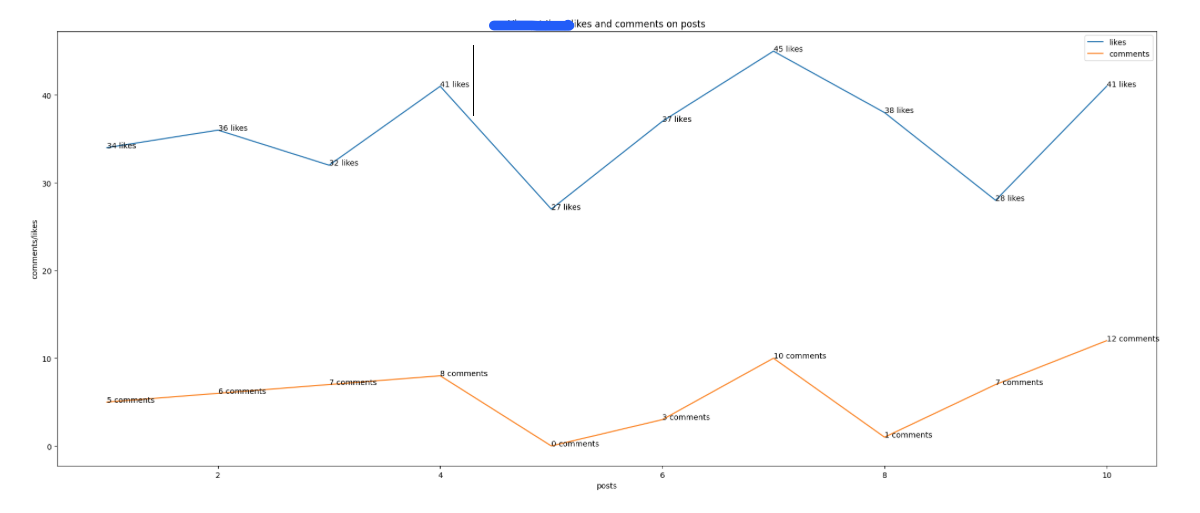 likes and comments on posts
likes
comments
45 likes
41 likes
41 likes
38 likes
40
36 likes
37 likes
34 likes
32 likes
30
28 likes
27 likes
comments/likes
20
12 comments
10 comments
10
8 comments
7 comments
7 comments
6 comments
5 comments
3 comments
1 comments
0
0 comments
2
4
6
8
10
posts